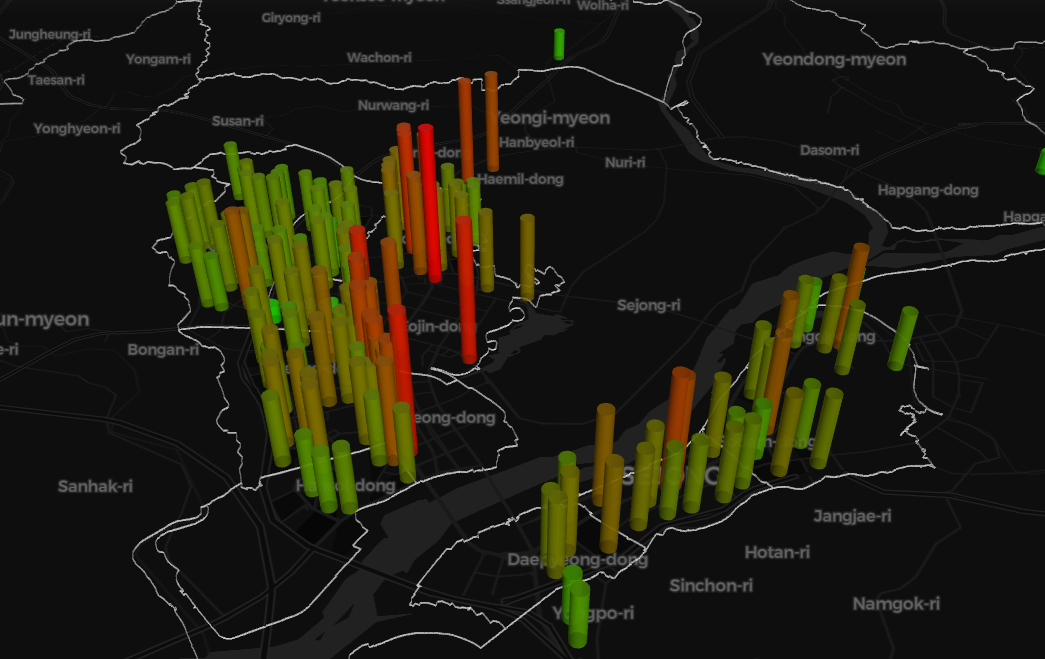 Giryong-ri
Wolha-ri
Jungheung-ri
Yongam-ri
Wachon-ri
Yeondong-myeon
Taesan-ri
Nurwang-ri
Susan-ri
Yeongi-myeon
Yonghyeon-ri
Hanbyeol-ri
Dasom-ri
Nuri-ri
Haemil-dong
Hapgang-dong
Sejong-ri
un-myeon
Bongan-ri
e-ri
eong-dong
Sanhak-ri
Jangjae-ri
Hotan-ri
Sinchon-ri
Namgok-ri